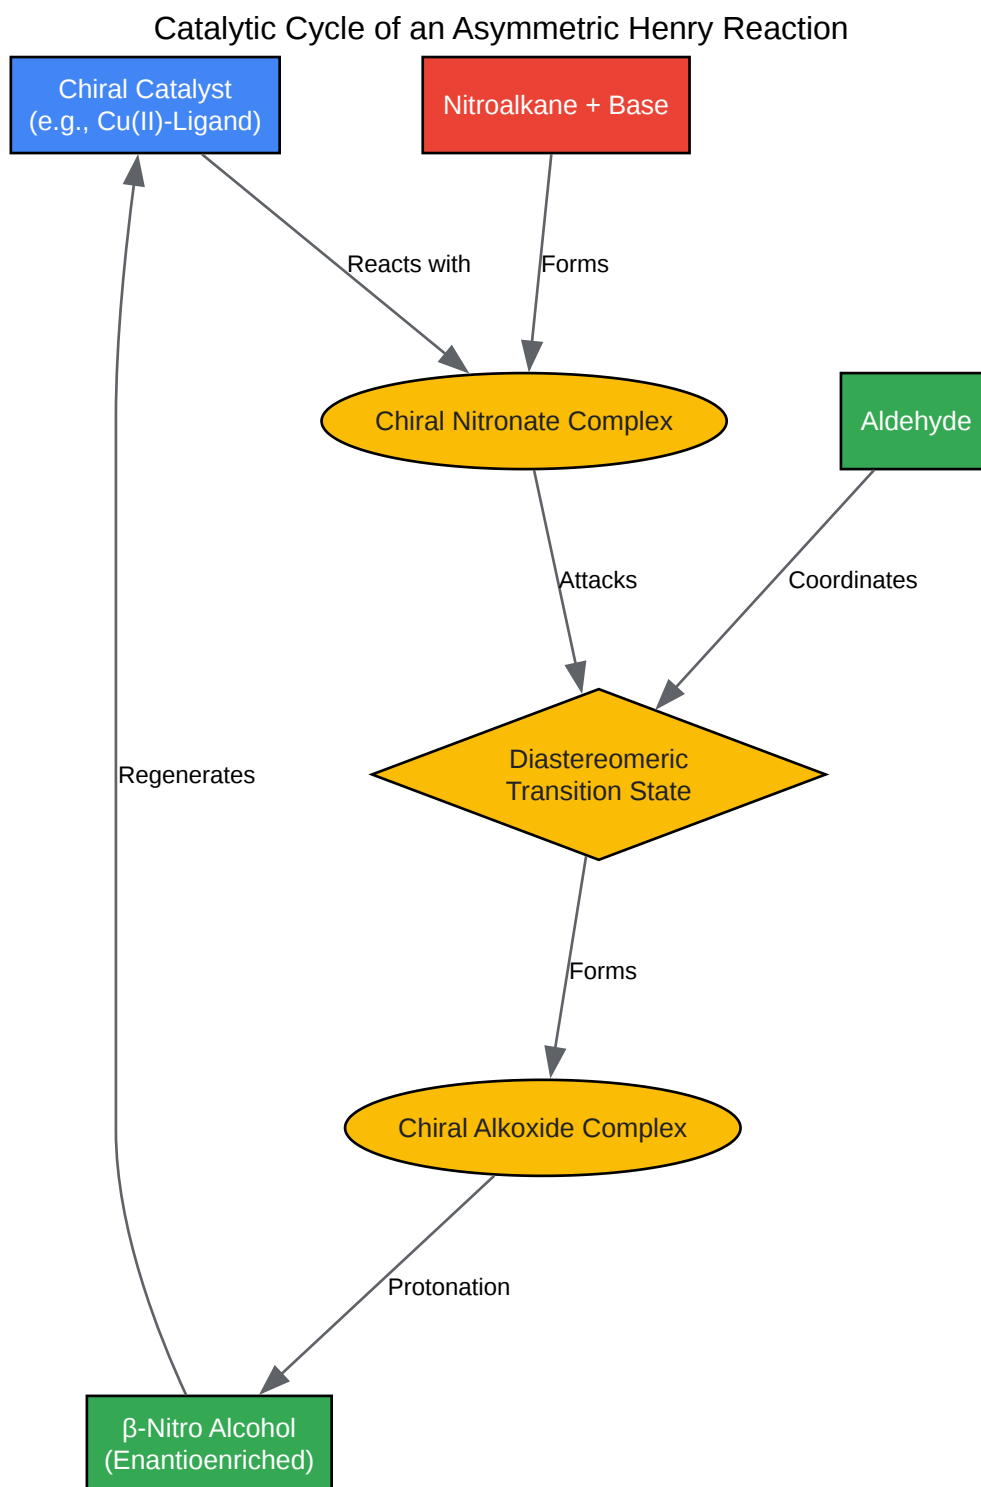 Catalytic Cycle of an Asymmetric Henry Reaction
Chiral Catalyst
(e.g., Cu(II)-Ligand)
Nitroalkane + Base
Reacts with
Forms
Chiral Nitronate Complex
Aldehyde
Attacks
Coordinates
Diastereomeric
Transition State
Regenerates
Forms
Chiral Alkoxide Complex
Protonation
β-Nitro Alcohol
(Enantioenriched)